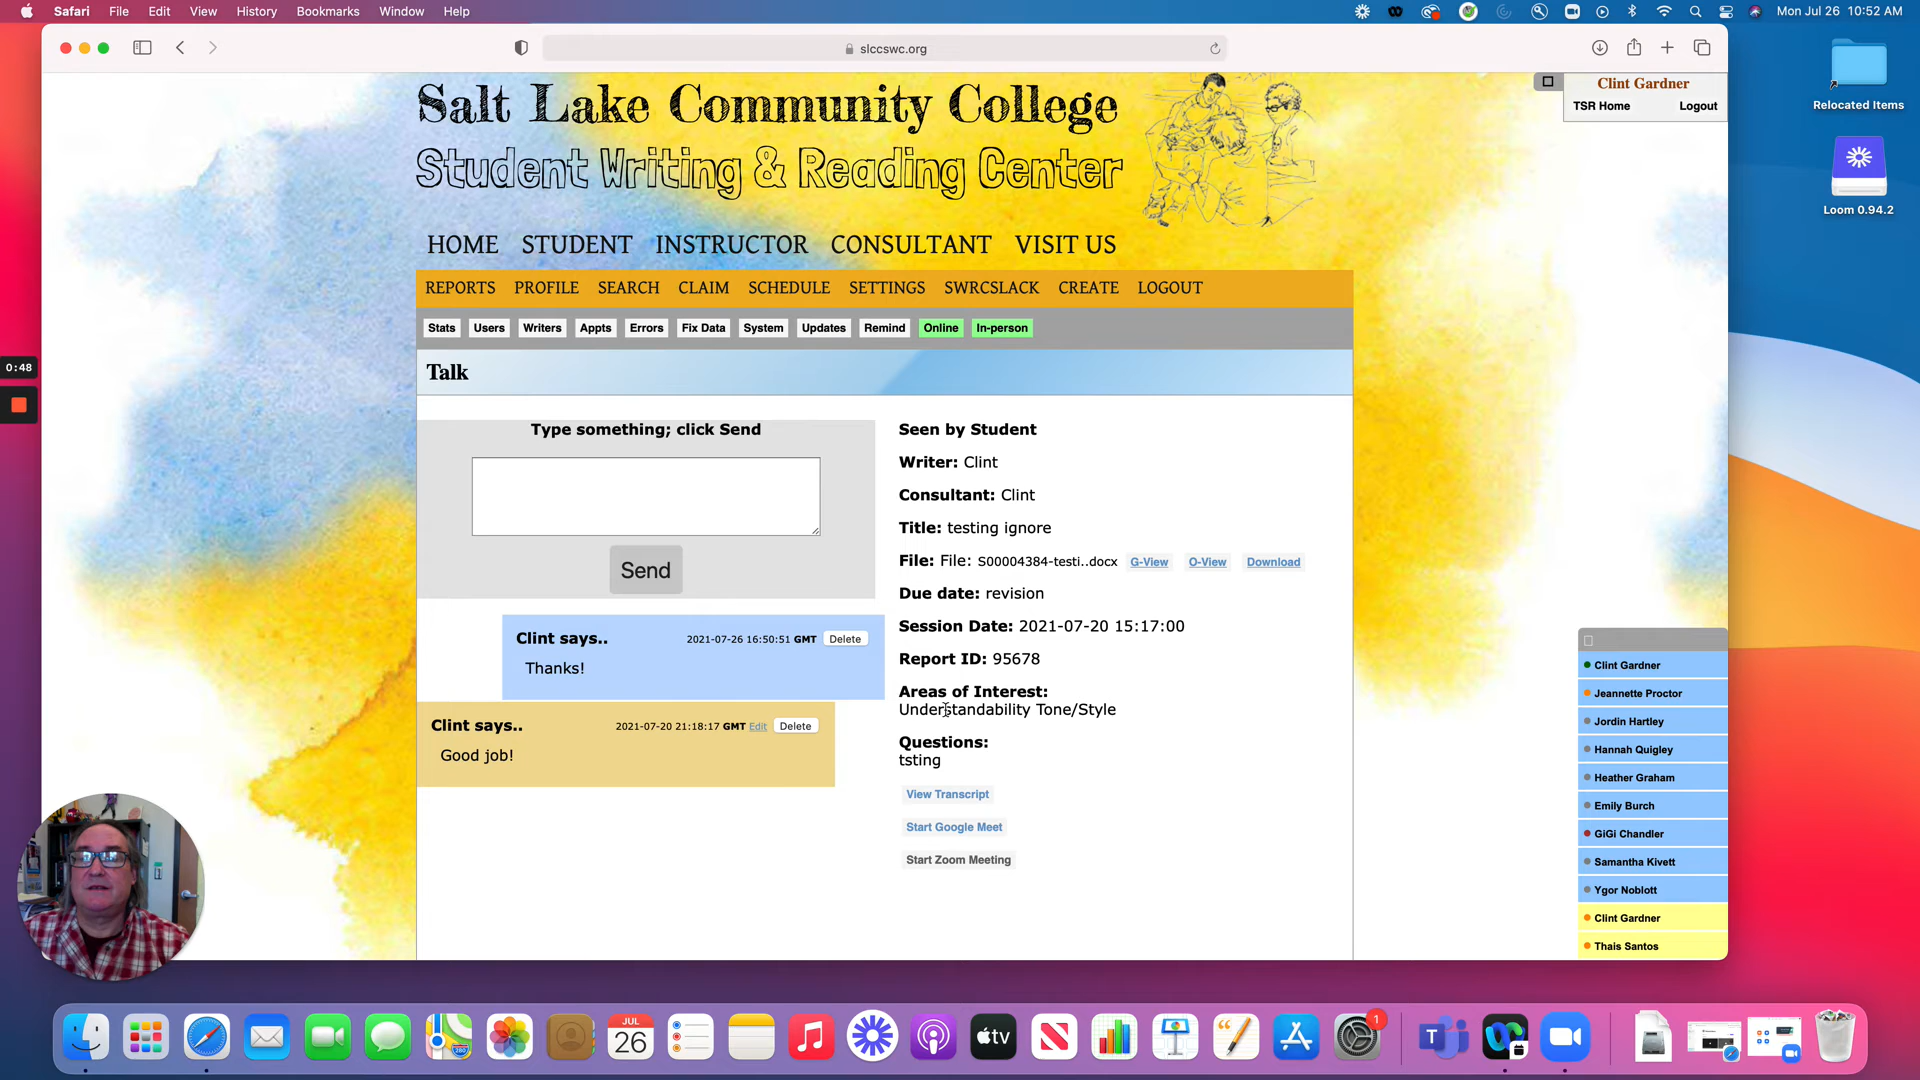 Safari File Edit View History Bookmarks Window Help
Mon Jul 26 10:52 AM
slccswc.org
Salt Lake Community College
Student Writing & Reading Center
Clint Gardner
TSR Home Logout
Relocated Items
Loom 0.94.2
HOME STUDENT INSTRUCTOR CONSULTANT VISIT US
REPORTS PROFILE SEARCH CLAIM SCHEDULE SETTINGS SWRCSLACK CREATE LOGOUT
Stats Users Writers Appts Errors Fix Data System Updates Remind Online In-person
0:48
Talk
Type something; click Send
Send
Clint says.. 2021-07-26 16:50:51 GMT Delete
Thanks!
Clint says.. 2021-07-20 21:18:17 GMT Edit Delete
Good job!
Seen by Student
Writer: Clint
Consultant: Clint
Title: testing ignore
File: File: S00004384-testi..docx G-View O-View Download
Due date: revision
Session Date: 2021-07-20 15:17:00
Report ID: 95678
Areas of Interest:
Understandability Tone/Style
Questions:
tsting
View Transcript
Start Google Meet
Start Zoom Meeting
Clint Gardner
Jeannette Proctor
Jordin Hartley
Hannah Quigley
Heather Graham
Emily Burch
GiGi Chandler
Samantha Kivett
Ygor Noblott
Clint Gardner
Thais Santos
JUL
26
280
tv
1